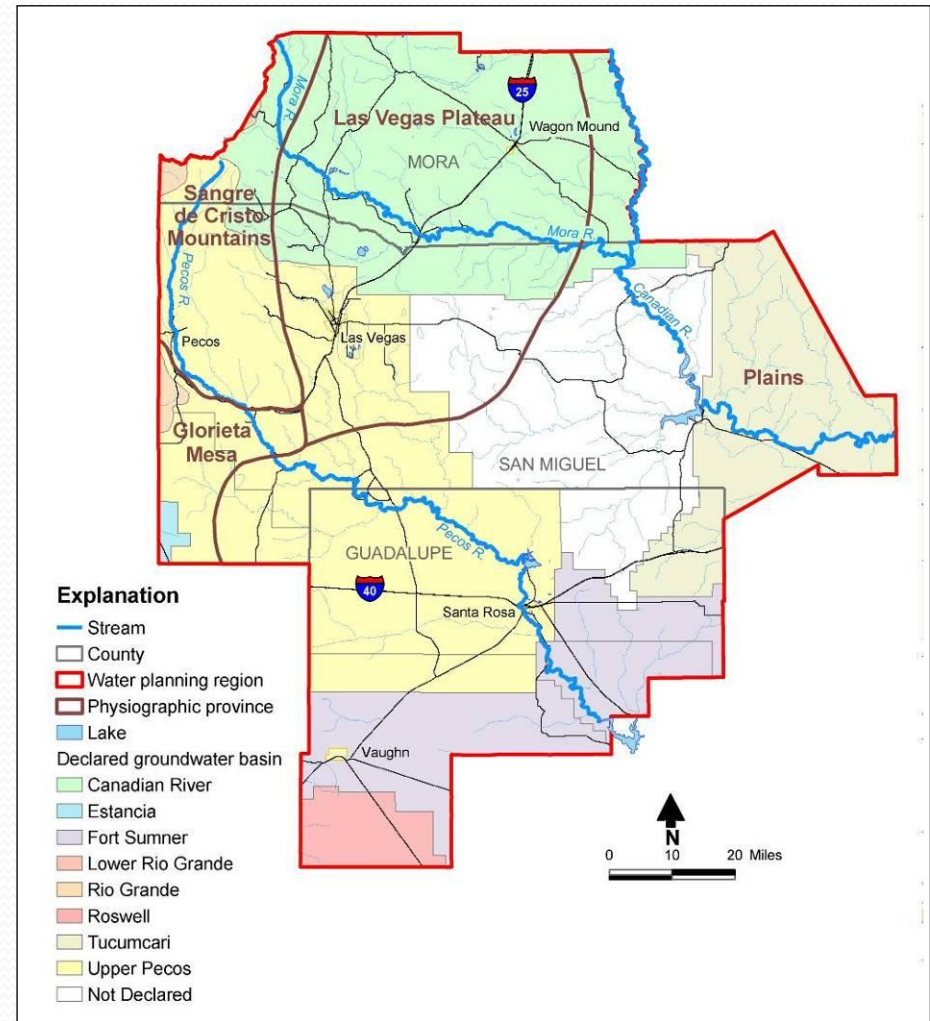 Mora R.
25
Las Vegas Plateau
Wagon Mound
MORA
Sangre
de Cristo
Mountains
Mora R.
Pecos R.
Canadian R.
Pecos
Las Vegas
Plains
Glorieta
Mesa
SAN MIGUEL
Pecos R.
GUADALUPE
40
Santa Rosa
Vaughn
Explanation
Stream
County
Water planning region
Physiographic province
Lake
Declared groundwater basin
Canadian River
Estancia
Fort Sumner
Lower Rio Grande
Rio Grande
Roswell
Tucumcari
Upper Pecos
Not Declared
N
0 10 20 Miles